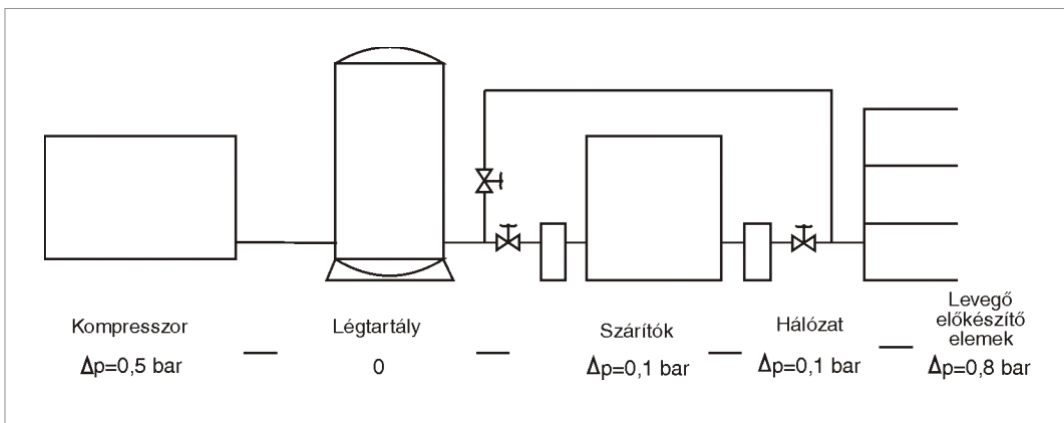 Kompresszor
Δp=0,5 bar
Légtartály
0
Szárítók
Δp=0,1 bar
Hálózat
Δp=0,1 bar
Levegő
előkészítő
elemek
Δp=0,8 bar